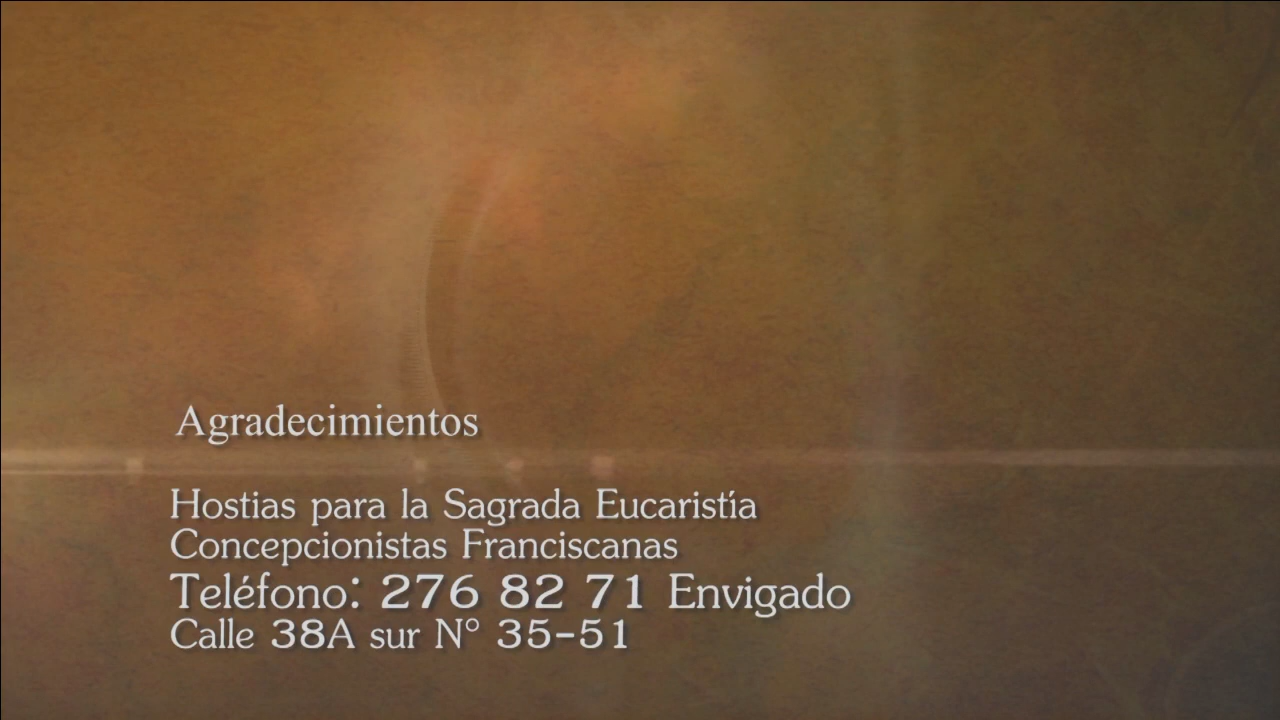 Agradecimientos
Hostias para la Sagrada Eucaristía
Concepcionistas Franciscanas
Teléfono: 276 82 71 Envigado
Calle 38A sur N° 35-51